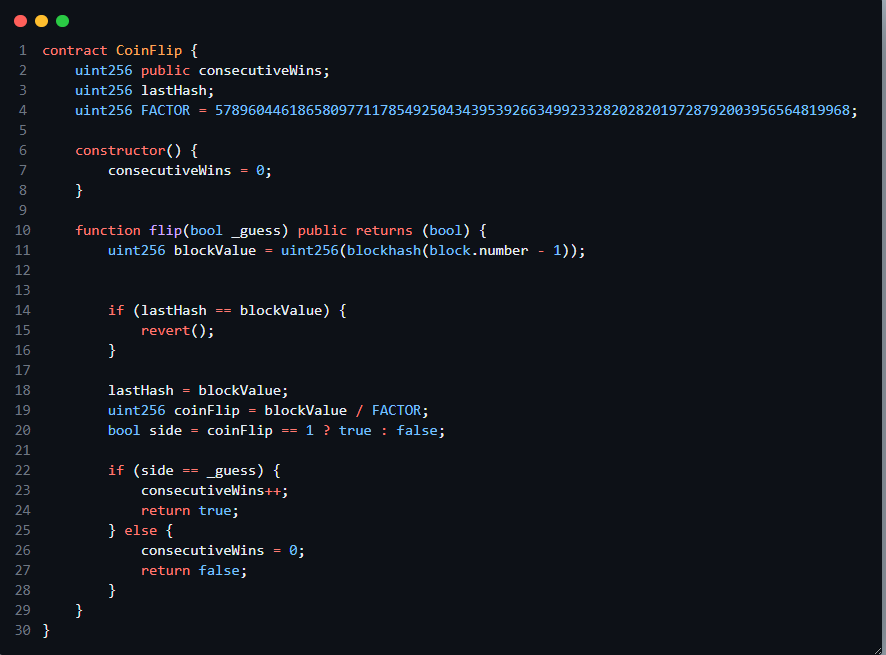 1 contract CoinFlip {
2     uint256 public consecutiveWins;
3     uint256 lastHash;
4     uint256 FACTOR = 57896044618658097711785492504343953926634992332820282019728792003956564819968;
5
6     constructor() {
7         consecutiveWins = 0;
8     }
9
10     function flip(bool _guess) public returns (bool) {
11         uint256 blockValue = uint256(blockhash(block.number - 1));
12
13
14         if (lastHash == blockValue) {
15             revert();
16         }
17
18         lastHash = blockValue;
19         uint256 coinFlip = blockValue / FACTOR;
20         bool side = coinFlip == 1 ? true : false;
21
22         if (side == _guess) {
23             consecutiveWins++;
24             return true;
25         } else {
26             consecutiveWins = 0;
27             return false;
28         }
29     }
30 }